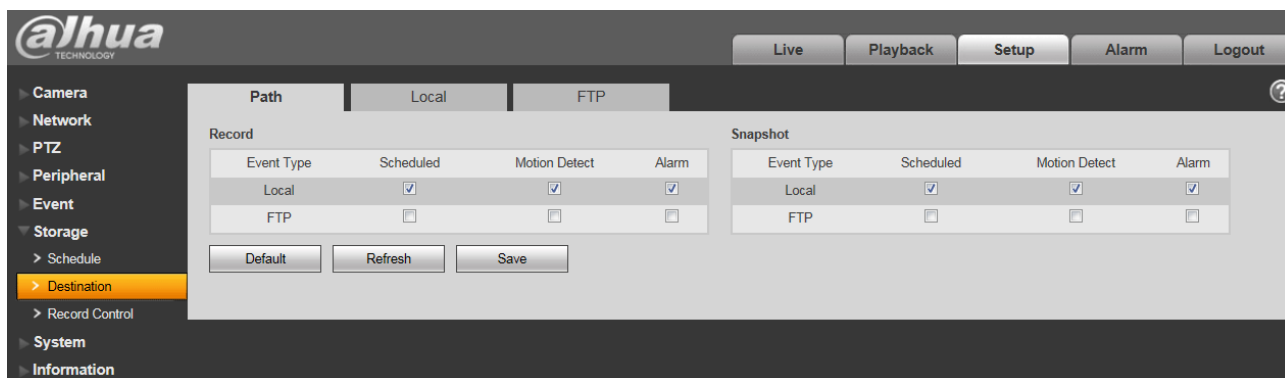 alhua
TECHNOLOGY
Live Playback Setup Alarm Logout
Camera
Network
PTZ
Peripheral
Event
Storage
> Schedule
> Destination
> Record Control
System
Information
Path Local FTP
?
Record
Event Type Scheduled Motion Detect Alarm
Local
FTP
Snapshot
Event Type Scheduled Motion Detect Alarm
Local
FTP
Default Refresh Save